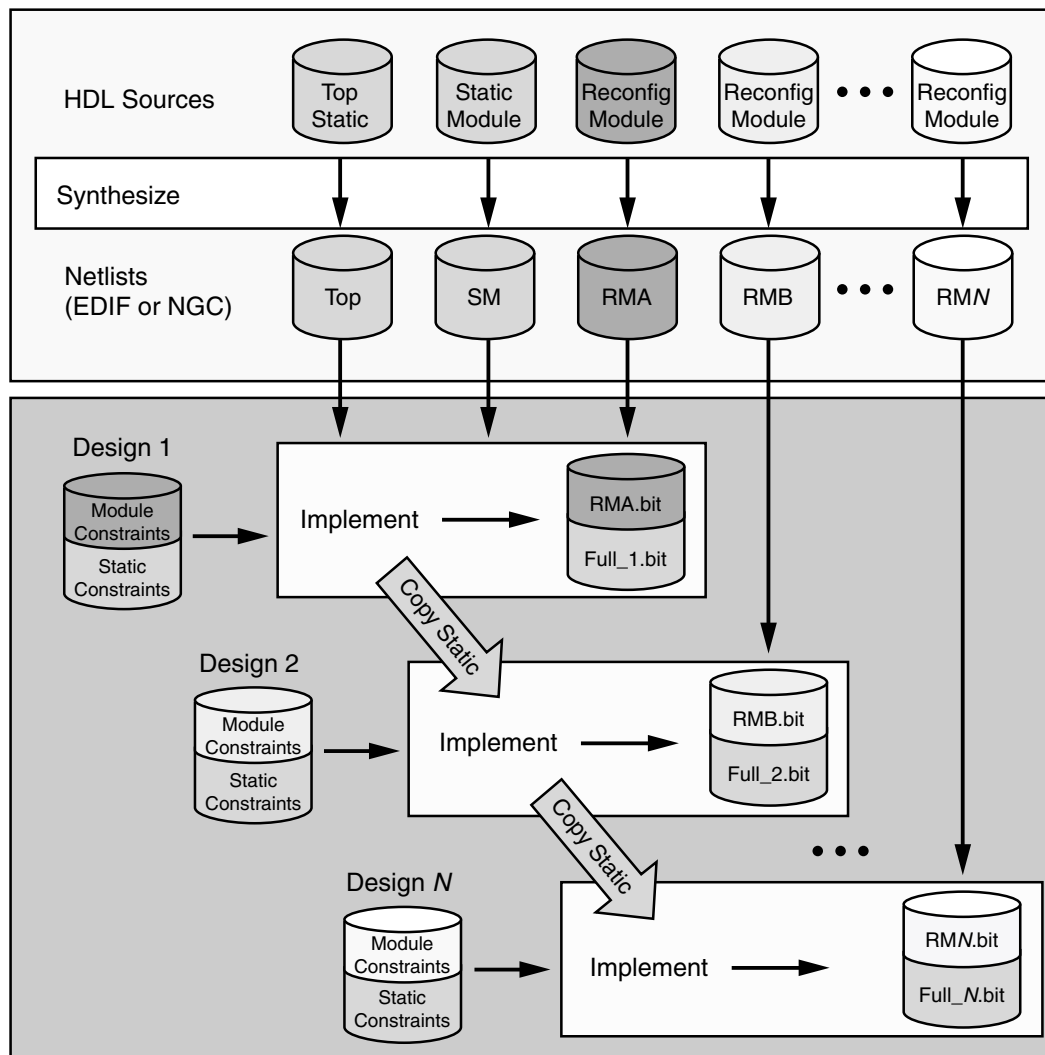 HDL Sources
Top
Static
Static
Module
Reconfig
Module
Reconfig
Module
Reconfig
Module
Synthesize
Netlists
(EDIF or NGC)
Top
SM
RMA
RMB
RMN
Design 1
Module
Constraints
Static
Constraints
Implement
RMA.bit
Full_1.bit
Copy Static
Design 2
Module
Constraints
Static
Constraints
Implement
RMB.bit
Full_2.bit
Copy Static
Design N
Module
Constraints
Static
Constraints
Implement
RMN.bit
Full_N.bit